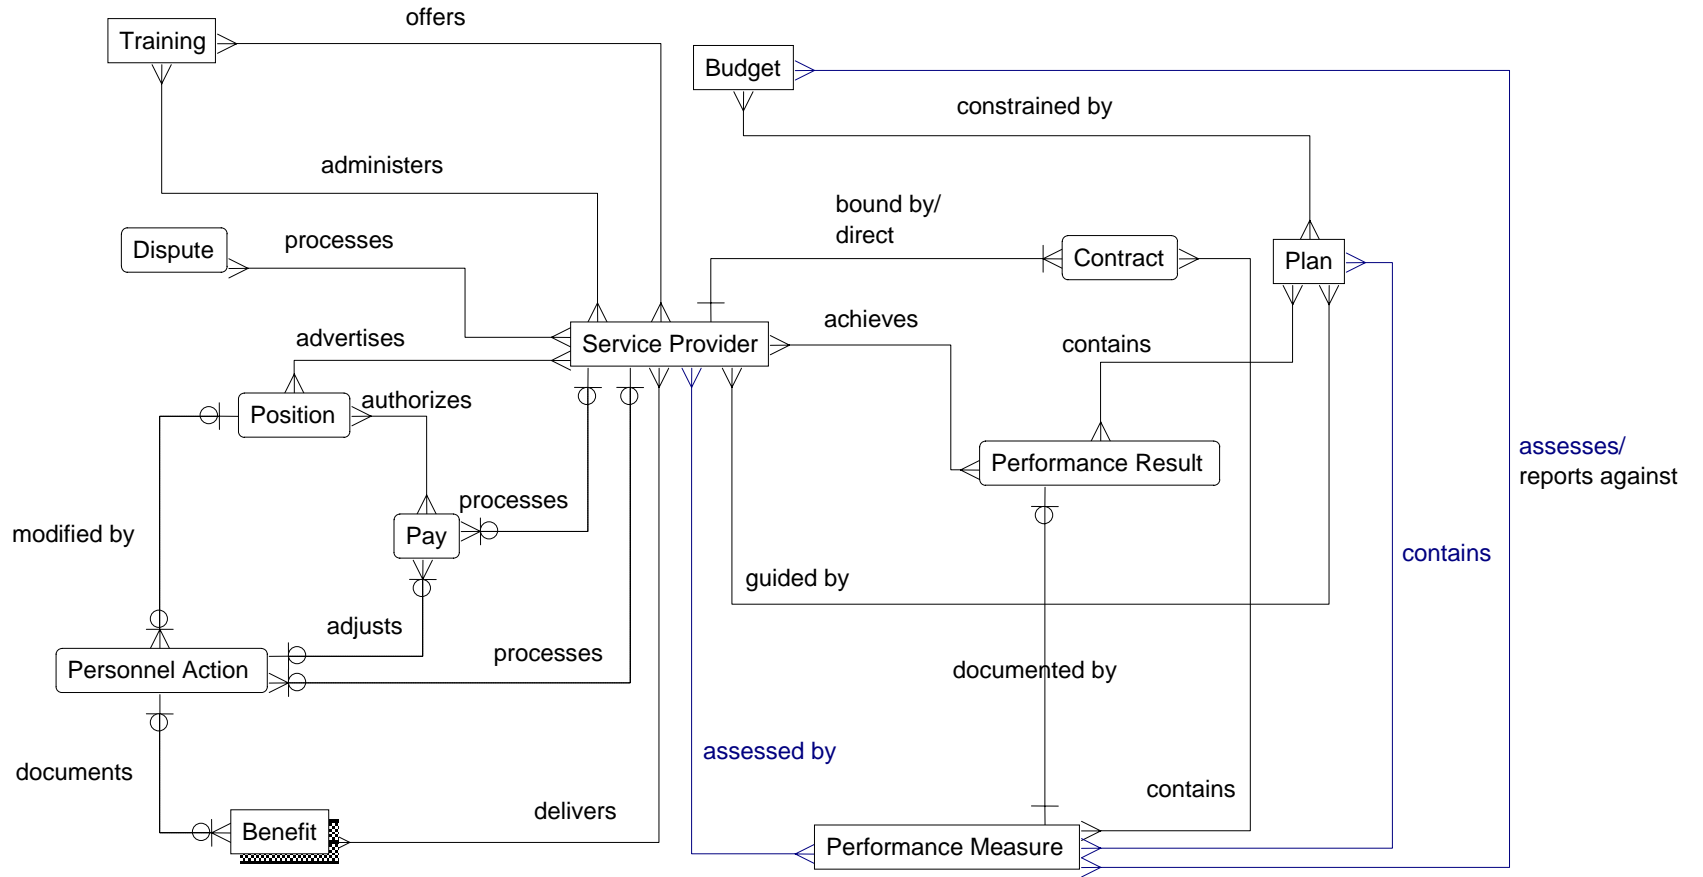 offers
Training
Budget
constrained by
administers
bound by/
direct
Dispute
processes
Contract
Plan
achieves
advertises
Service Provider
contains
authorizes
Position
Performance Result
assesses/
reports against
processes
modified by
Pay
contains
guided by
adjusts
processes
Personnel Action
documented by
assessed by
documents
contains
delivers
Benefit
Performance Measure